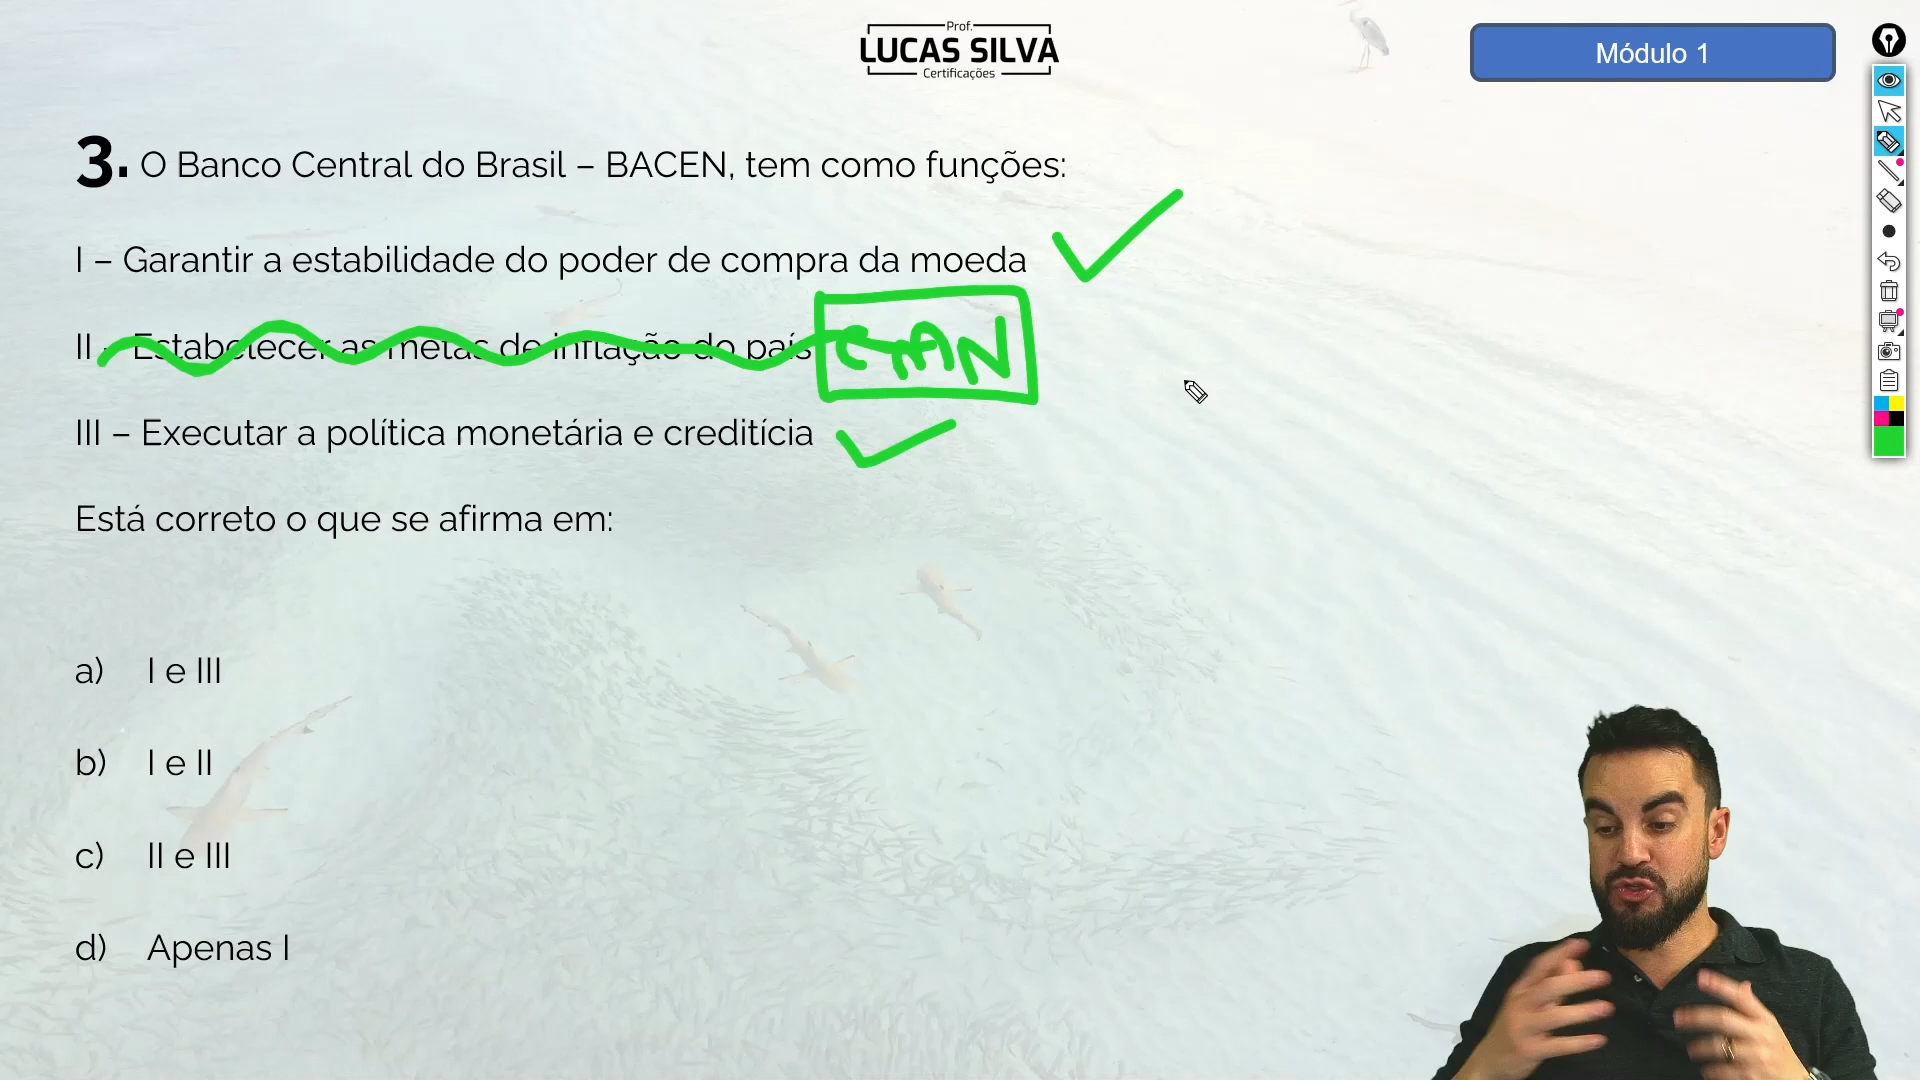 Prof.
LUCAS SILVA
Certificações
Módulo 1
3. O Banco Central do Brasil – BACEN, tem como funções:
I – Garantir a estabilidade do poder de compra da moeda
II – Estabelecer as metas de inflação do país CMN
III – Executar a política monetária e creditícia
Está correto o que se afirma em:
a) I e III
b) I e II
c) II e III
d) Apenas I